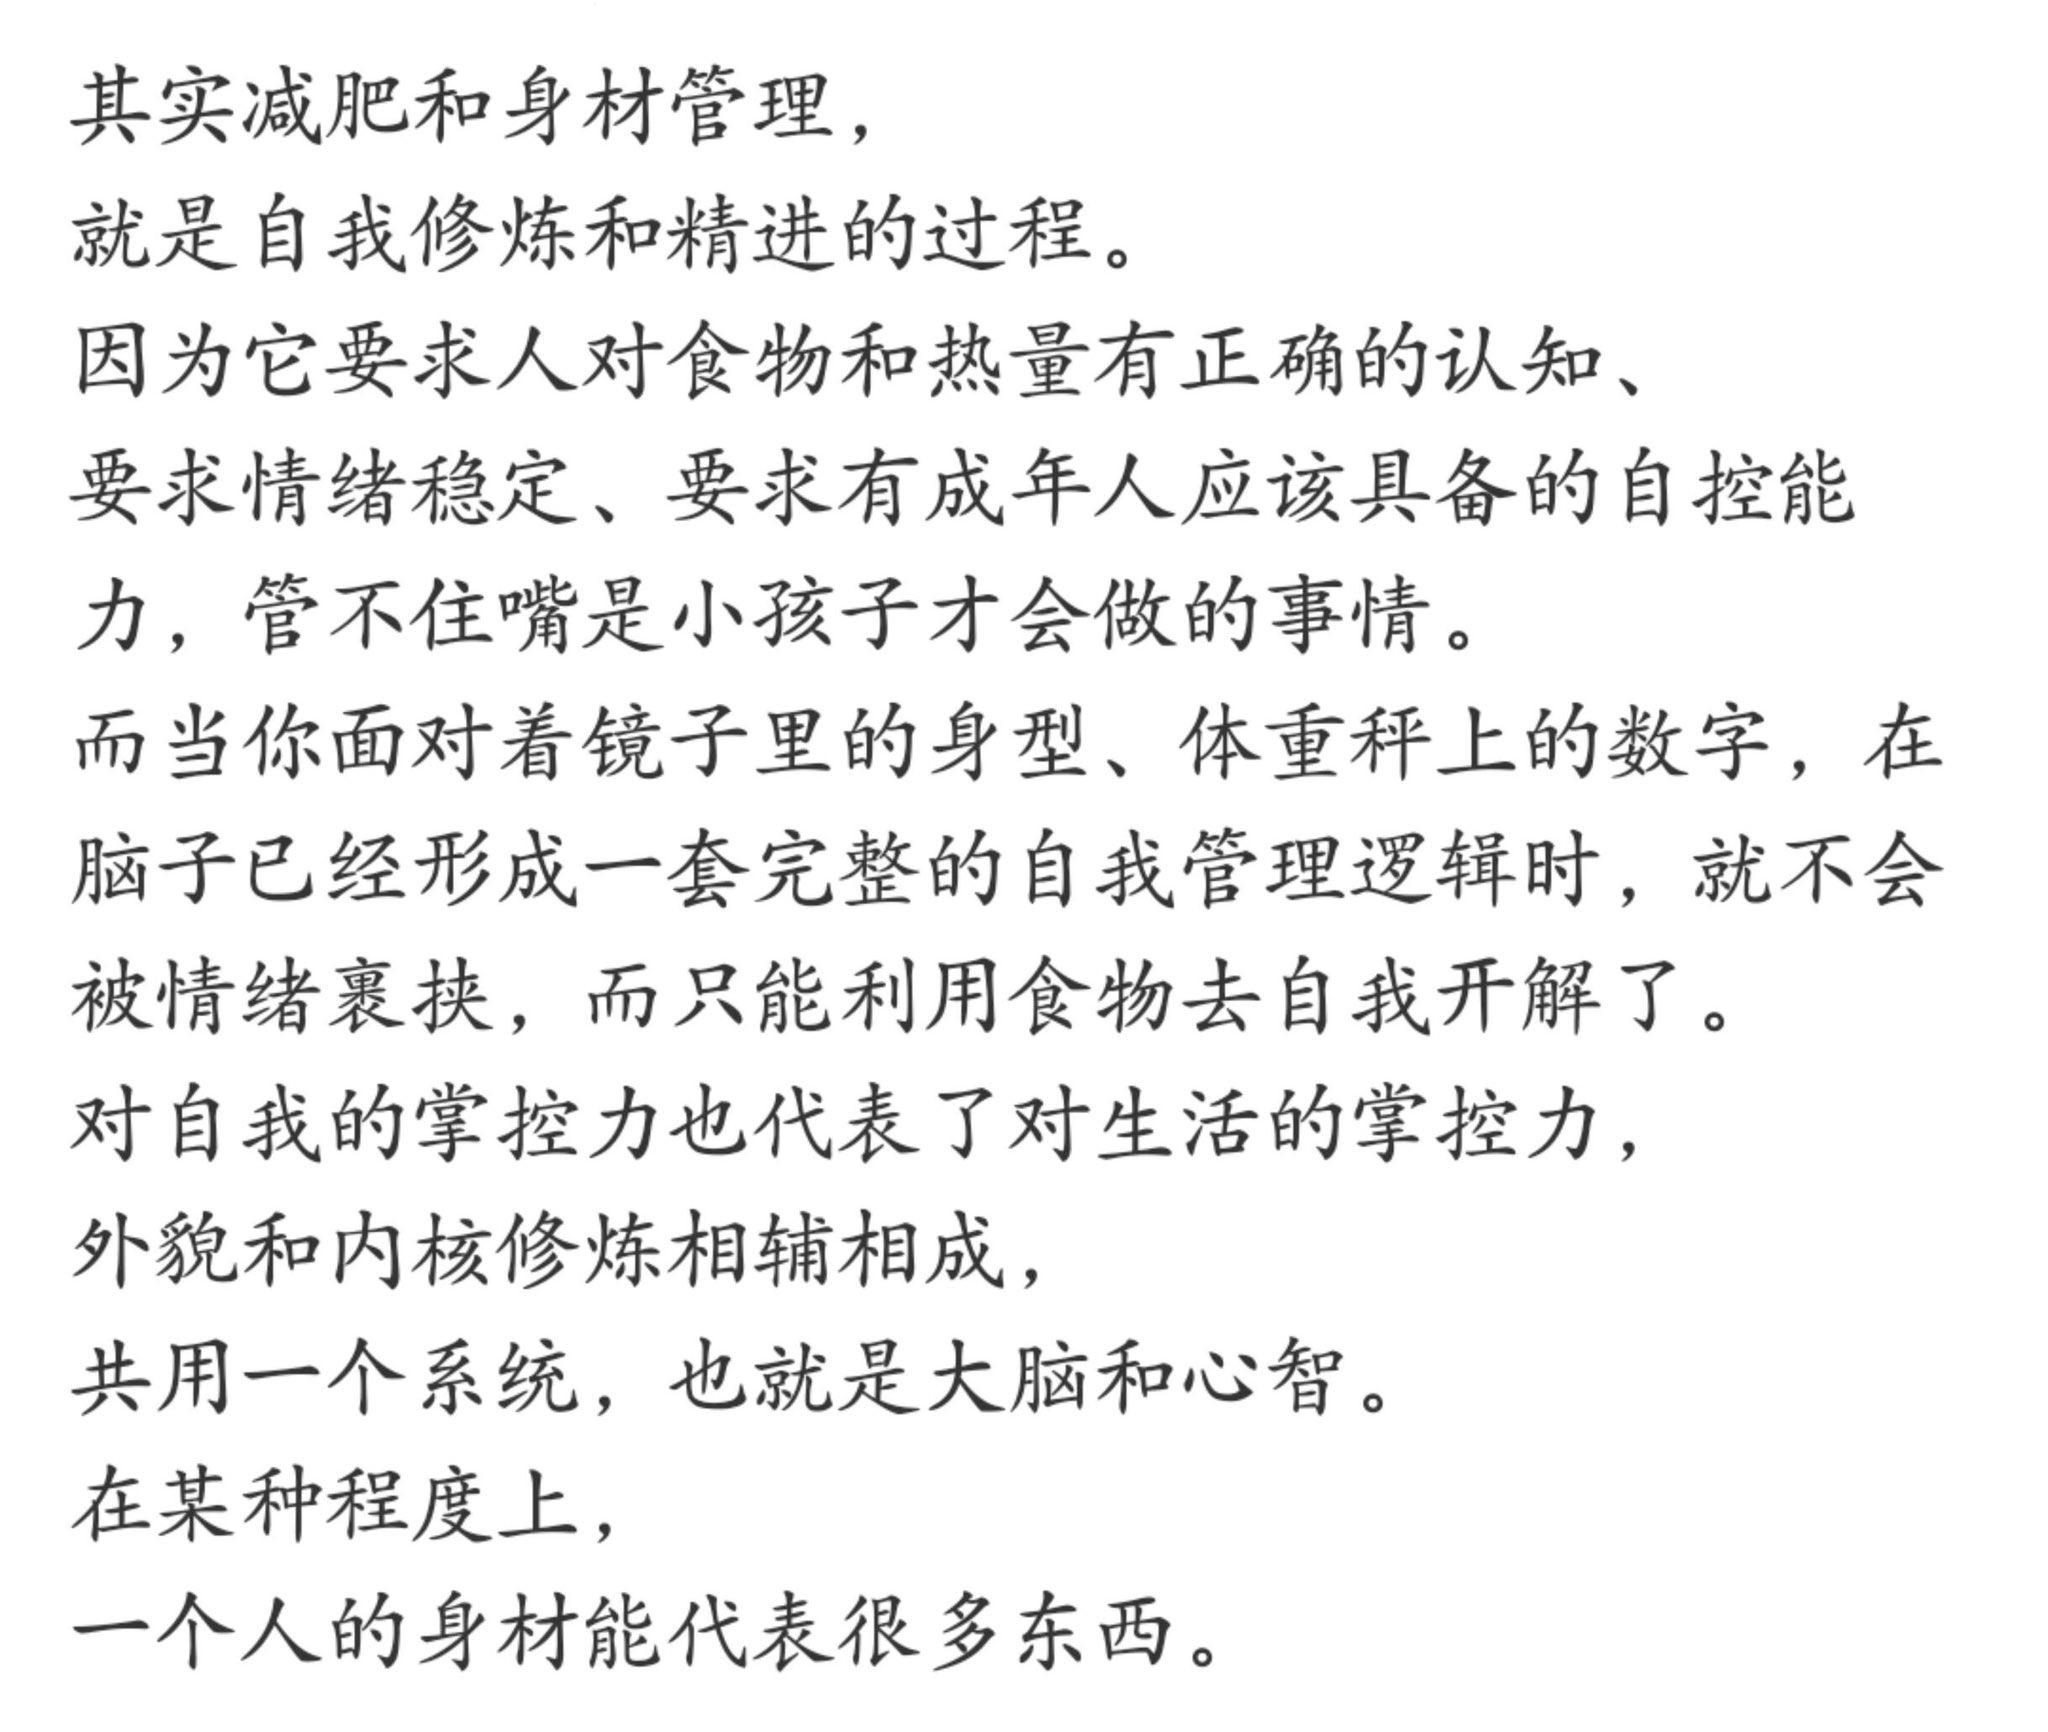 其实减肥和身材管理，
就是自我修炼和精进的过程。
因为它要求人对食物和热量有正确的认知、
要求情绪稳定、要求有成年人应该具备的自控能
力，管不住嘴是小孩子才会做的事情。
而当你面对着镜子里的身型、体重秤上的数字，在
脑子已经形成一套完整的自我管理逻辑时，就不会
被情绪裹挟，而只能利用食物去自我开解了。
对自我的掌控力也代表了对生活的掌控力，
外貌和内核修炼相辅相成，
共用一个系统，也就是大脑和心智。
在某种程度上，
一个人的身材能代表很多东西。